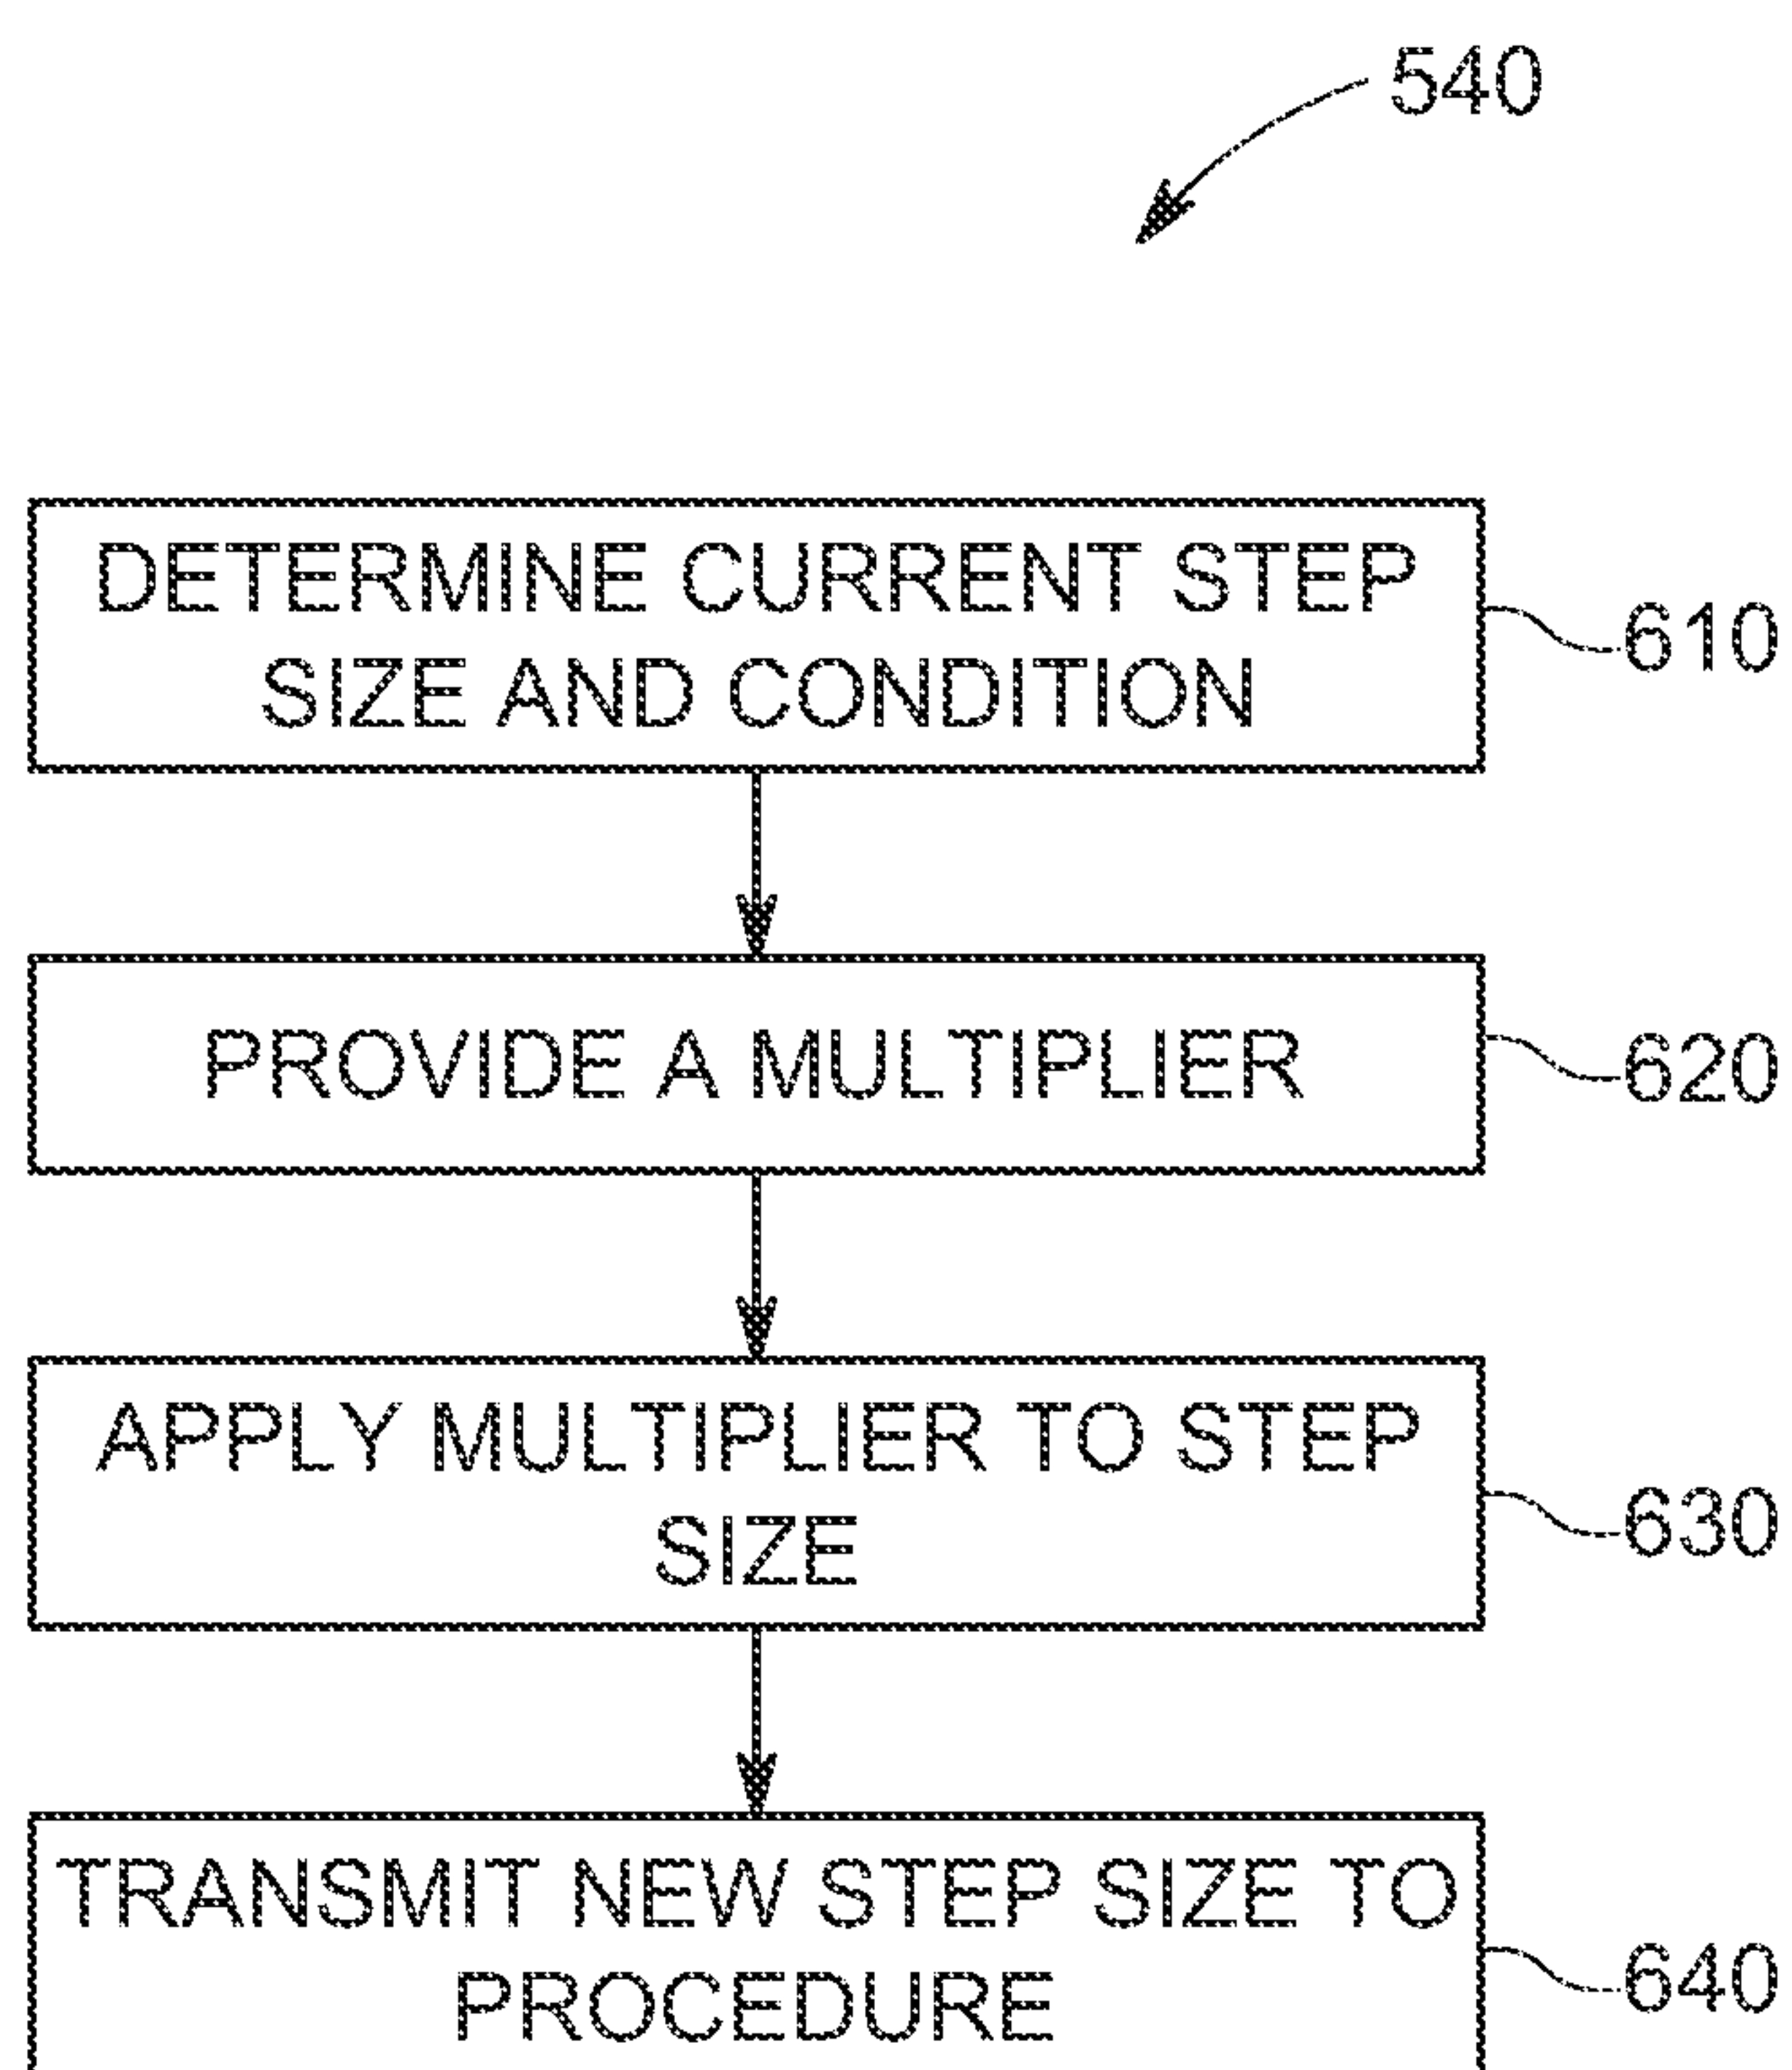 540
DETERMINE CURRENT STEP
SIZE AND CONDITION
610
PROVIDE A MULTIPLIER
620
APPLY MULTIPLIER TO STEP
SIZE
630
TRANSMIT NEW STEP SIZE TO
PROCEDURE
640